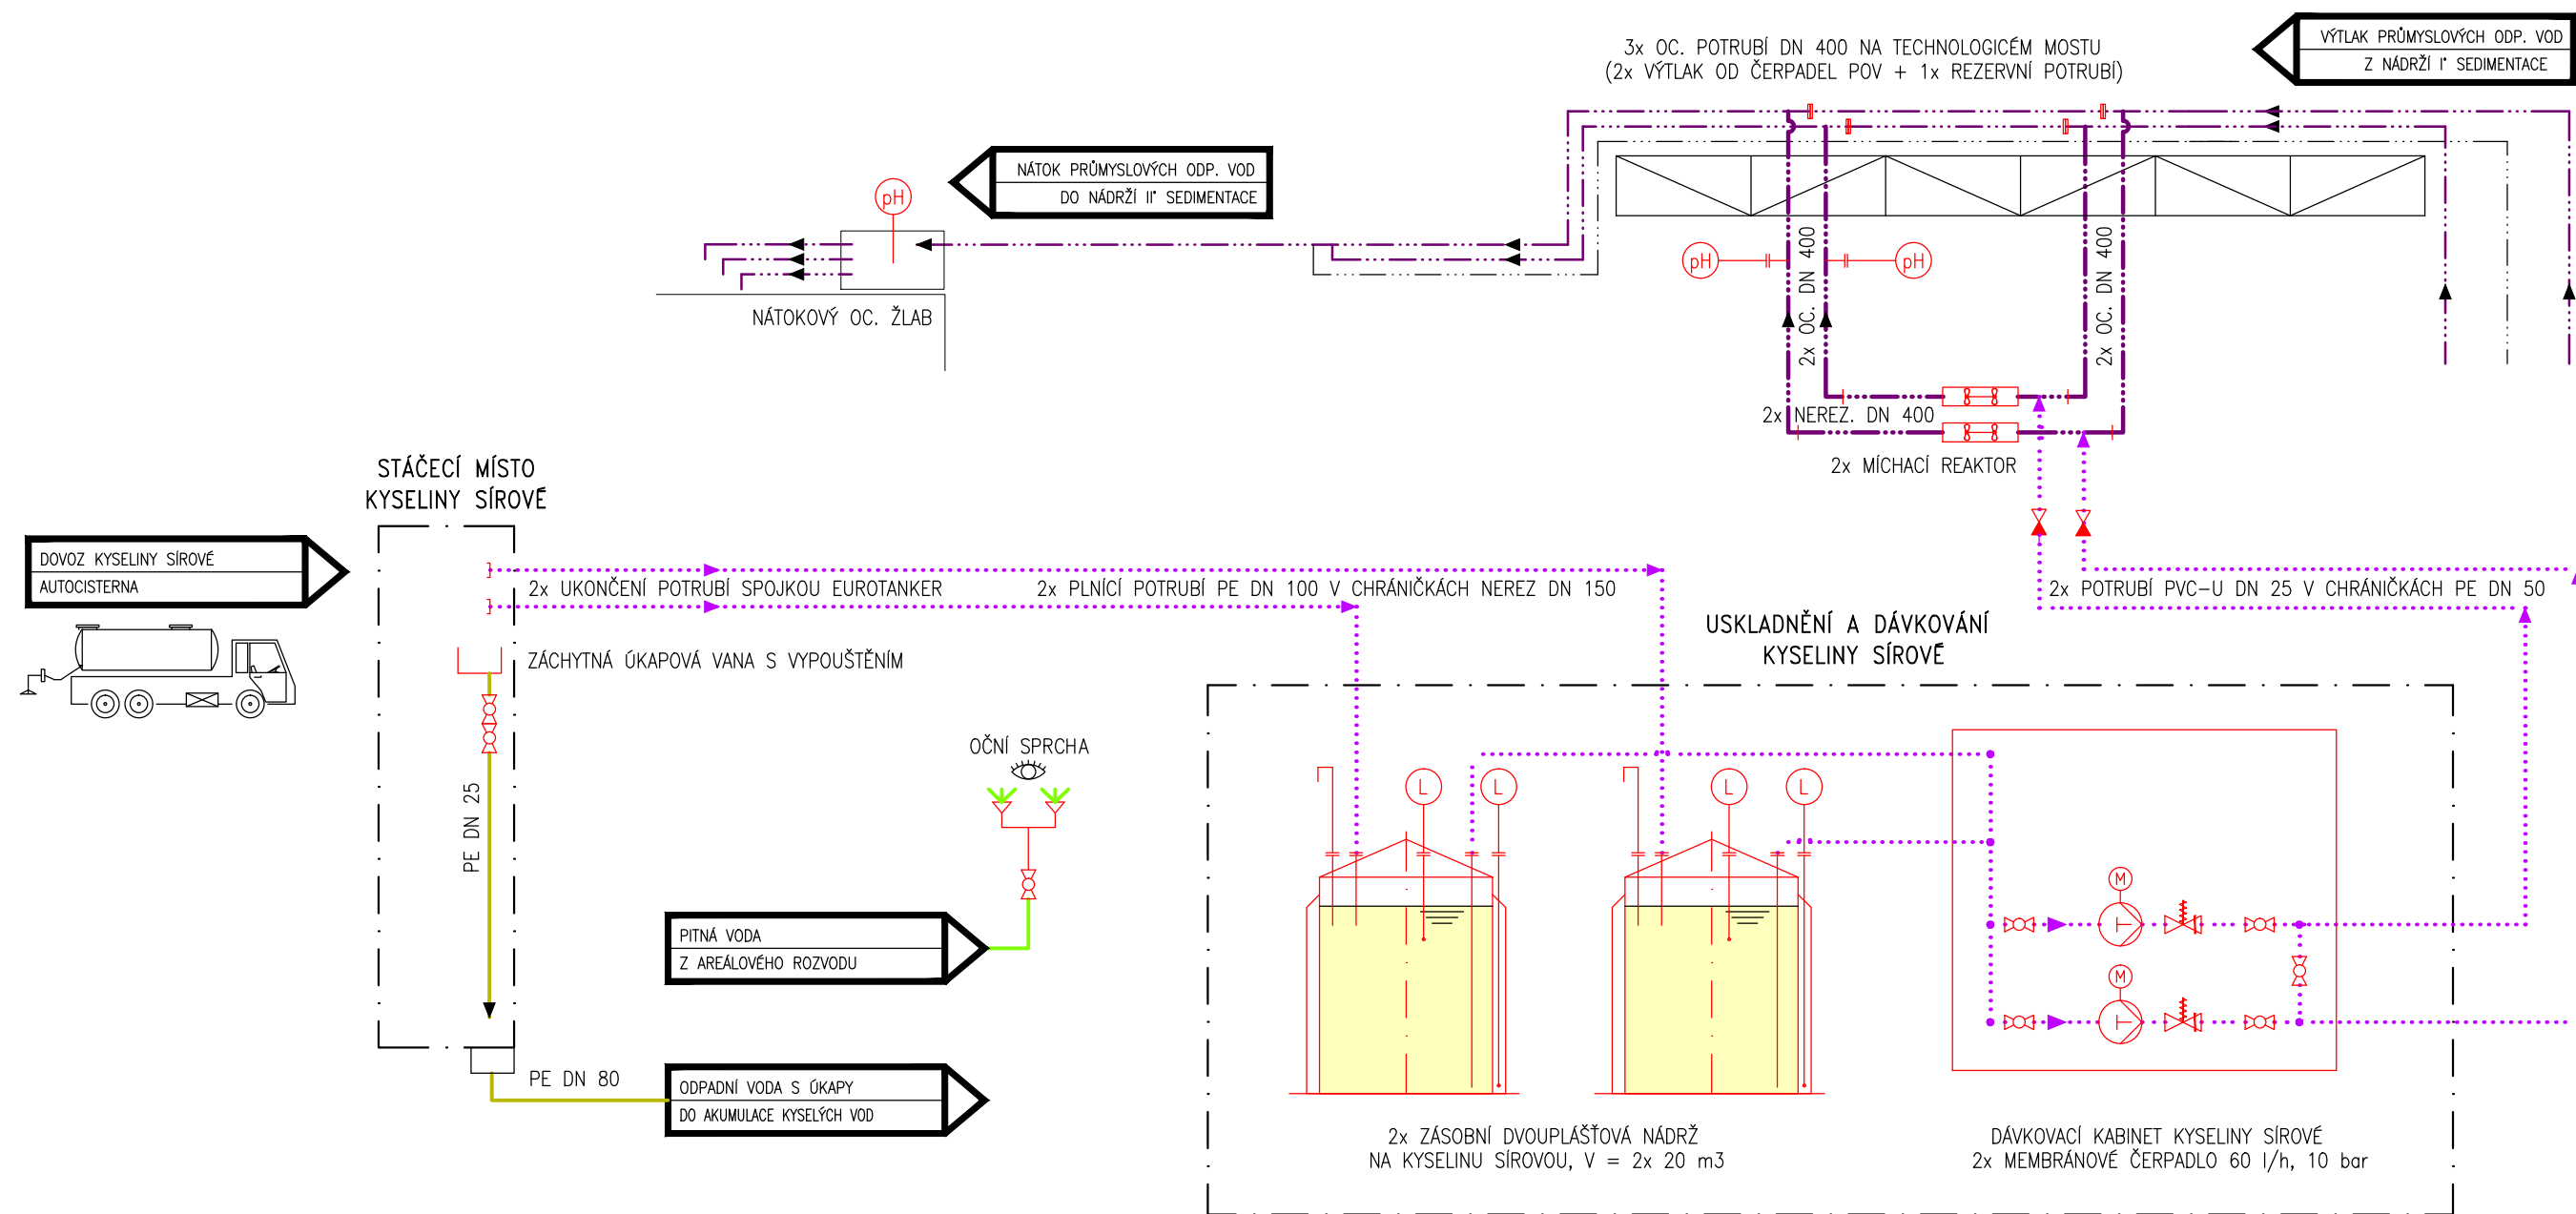 3x OC. POTRUBÍ DN 400 NA TECHNOLOGICÉM MOSTU
(2x VÝTLAK OD ČERPADEL POV + 1x REZERVNÍ POTRUBÍ)
VÝTLAK PRŮMYSLOVÝCH ODP. VOD
Z NÁDRŽÍ I° SEDIMENTACE
NÁTOK PRŮMYSLOVÝCH ODP. VOD
DO NÁDRŽÍ II° SEDIMENTACE
pH
NÁTOKOVÝ OC. ŽLAB
pH
pH
2x OC. DN 400
2x OC. DN 400
2x NEREZ. DN 400
2x MÍCHACÍ REAKTOR
STÁČECÍ MÍSTO
KYSELINY SÍROVÉ
DOVOZ KYSELINY SÍROVÉ
AUTOCISTERNA
2x UKONČENÍ POTRUBÍ SPOJKOU EUROTANKER
2x PLNÍCÍ POTRUBÍ PE DN 100 V CHRÁNIČKÁCH NEREZ DN 150
2x POTRUBÍ PVC-U DN 25 V CHRÁNIČKÁCH PE DN 50
ZÁCHYTNÁ ÚKAPOVÁ VANA S VYPOUŠTĚNÍM
USKLADNĚNÍ A DÁVKOVÁNÍ
KYSELINY SÍROVÉ
PE DN 25
OČNÍ SPRCHA
L
L
L
L
M
M
PITNÁ VODA
Z AREÁLOVÉHO ROZVODU
PE DN 80
ODPADNÍ VODA S ÚKAPY
DO AKUMULACE KYSELÝCH VOD
2x ZÁSOBNÍ DVOUPLÁŠŤOVÁ NÁDRŽ
NA KYSELINU SÍROVOU, V = 2x 20 m3
DÁVKOVACÍ KABINET KYSELINY SÍROVÉ
2x MEMBRÁNOVÉ ČERPADLO 60 l/h, 10 bar